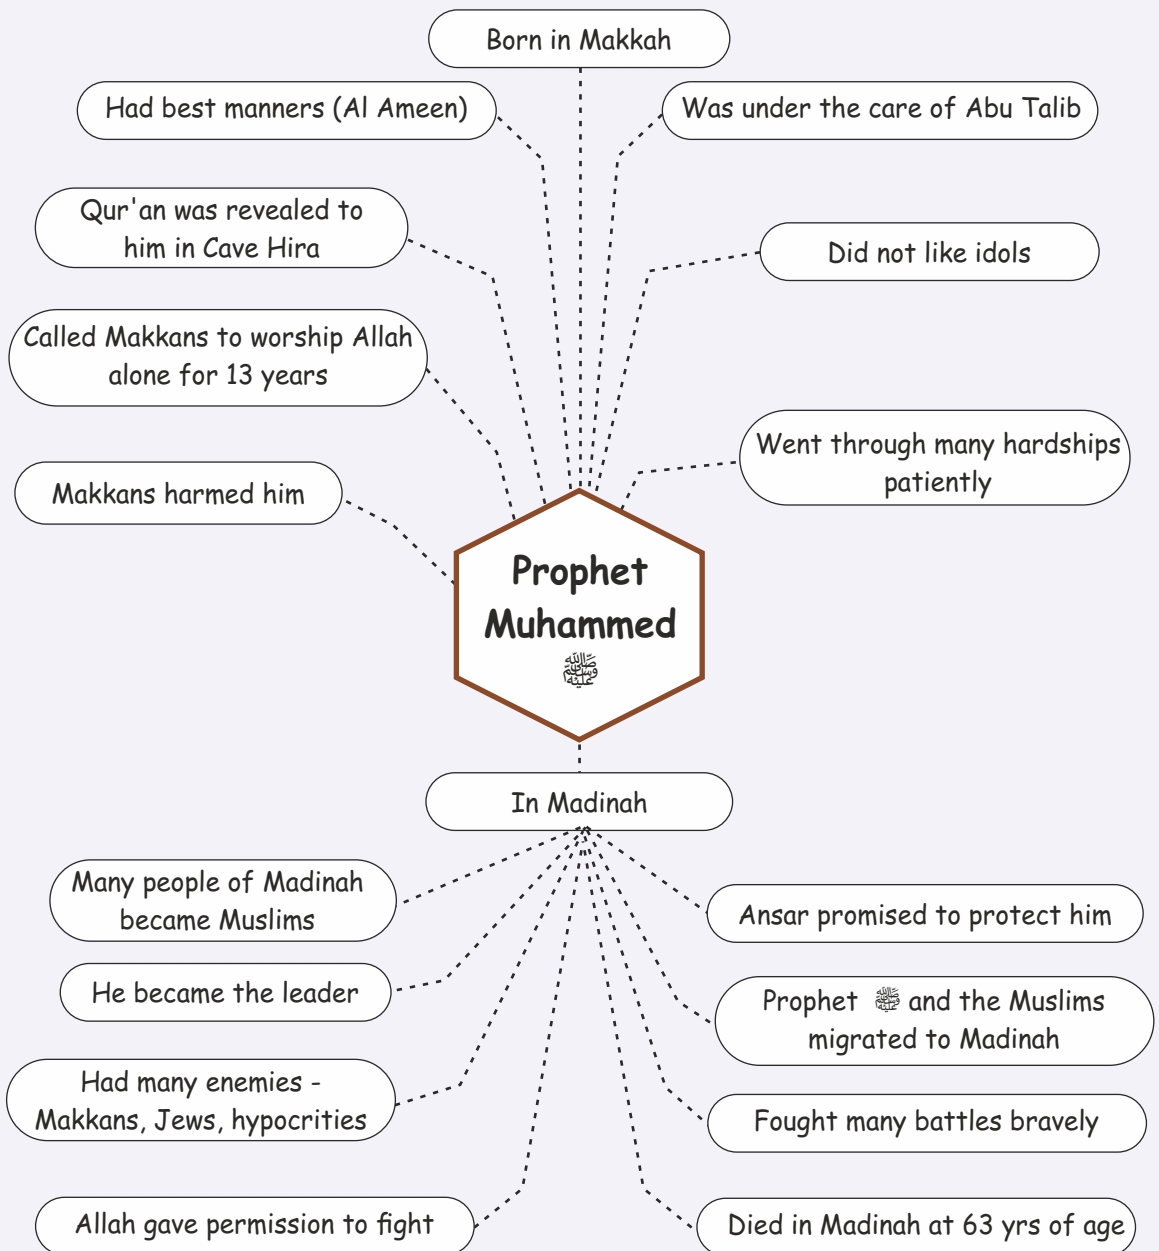 Born in Makkah
Had best manners (Al Ameen)
Was under the care of Abu Talib
Qur'an was revealed to
him in Cave Hira
Did not like idols
Called Makkans to worship Allah
alone for 13 years
Went through many hardships
patiently
Makkans harmed him
Prophet
Muhammed
ﷺ
In Madinah
Many people of Madinah
became Muslims
Ansar promised to protect him
He became the leader
Prophet ﷺ and the Muslims
migrated to Madinah
Had many enemies -
Makkans, Jews, hypocrities
Fought many battles bravely
Allah gave permission to fight
Died in Madinah at 63 yrs of age